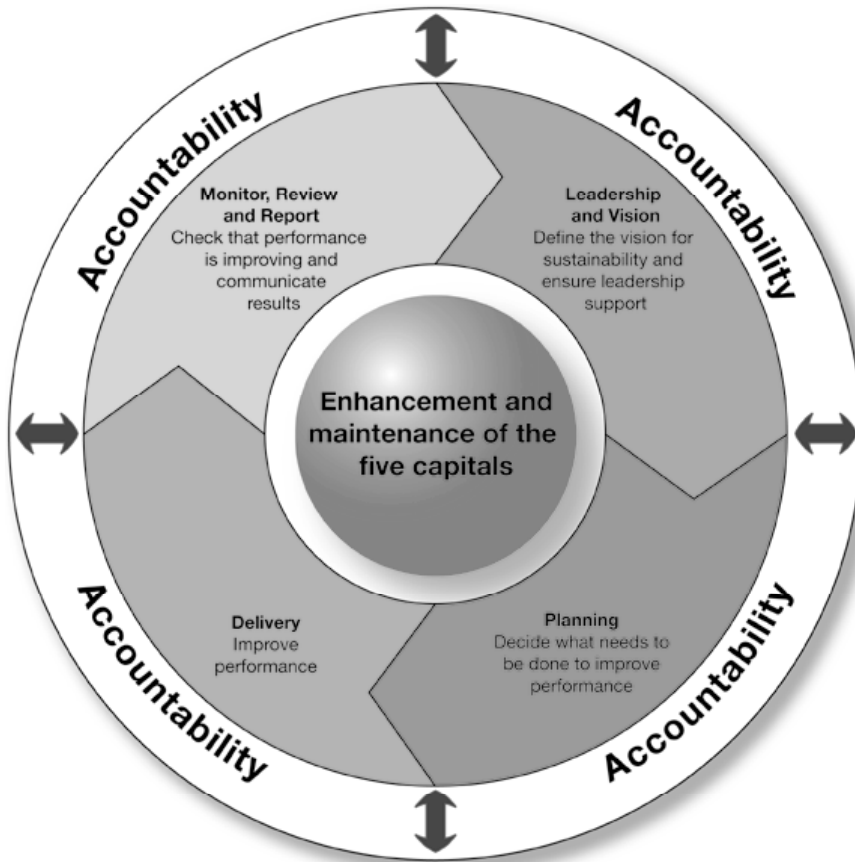 Accountability
Accountability
Monitor, Review
and Report
Check that performance
is improving and
communicate
results
Leadership
and Vision
Define the vision for
sustainability and
ensure leadership
support
Enhancement and
maintenance of the
five capitals
Delivery
Improve
performance
Planning
Decide what needs to
be done to improve
performance
Accountability
Accountability